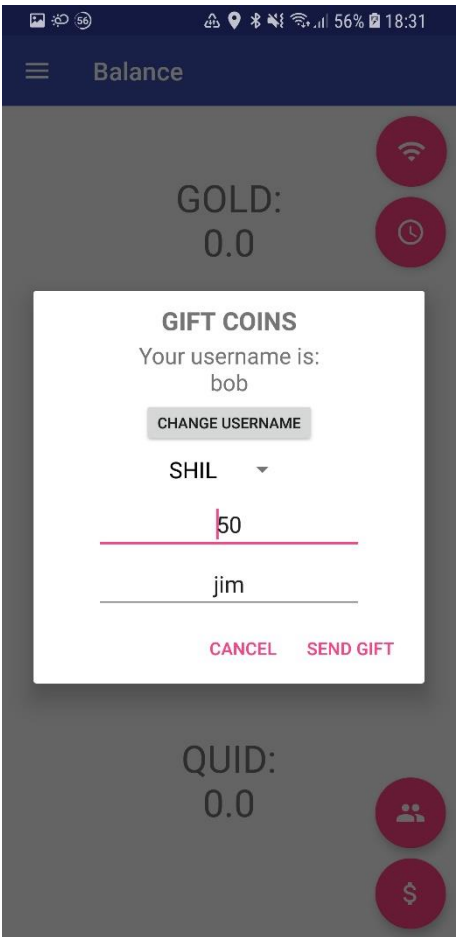 56 56% 18:31
Balance
GOLD:
0.0
GIFT COINS
Your username is:
bob
CHANGE USERNAME
SHIL
50
jim
CANCEL SEND GIFT
QUID:
0.0
$